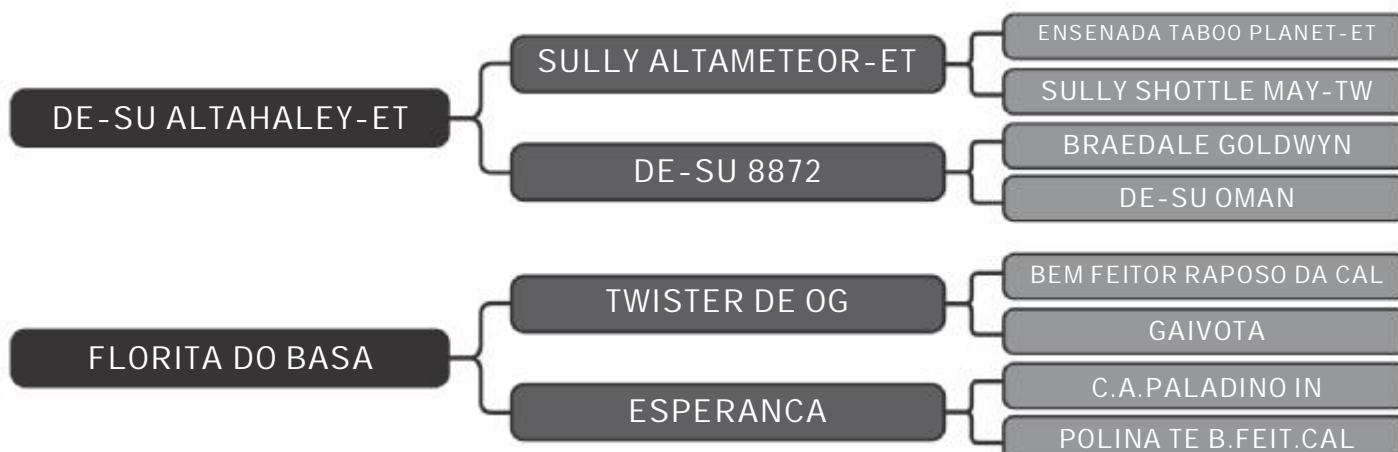 DE-SU ALTAHALEY-ET
SULLY ALTAMETEOR-ET
ENSENADA TABOO PLANET-ET
SULLY SHOTTLE MAY-TW
DE-SU 8872
BRAEDALE GOLDWYN
DE-SU OMAN
FLORITA DO BASA
TWISTER DE OG
BEM FEITOR RAPOSO DA CAL
GAIVOTA
ESPERANCA
C.A.PALADINO IN
POLINA TE B.FEIT.CAL